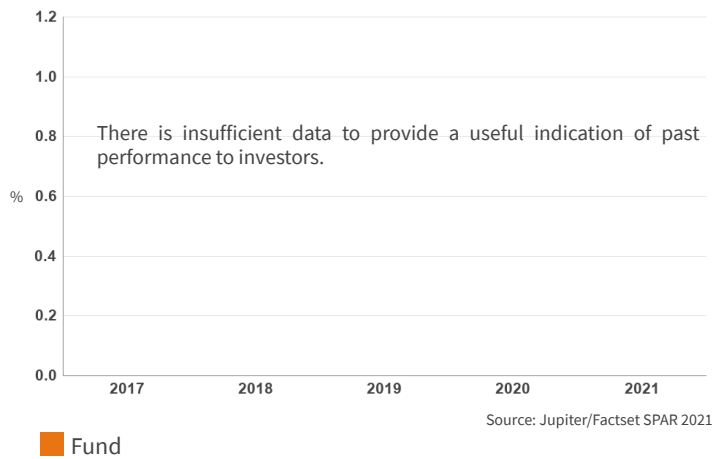 1.2
1.0
There is insufficient data to provide a useful indication of past
0.8
performance to investors.
% 0.6
0.4
0.2
0.0
2017 2018 2019 2020 2021
Source: Jupiter/Factset SPAR 2021
Fund